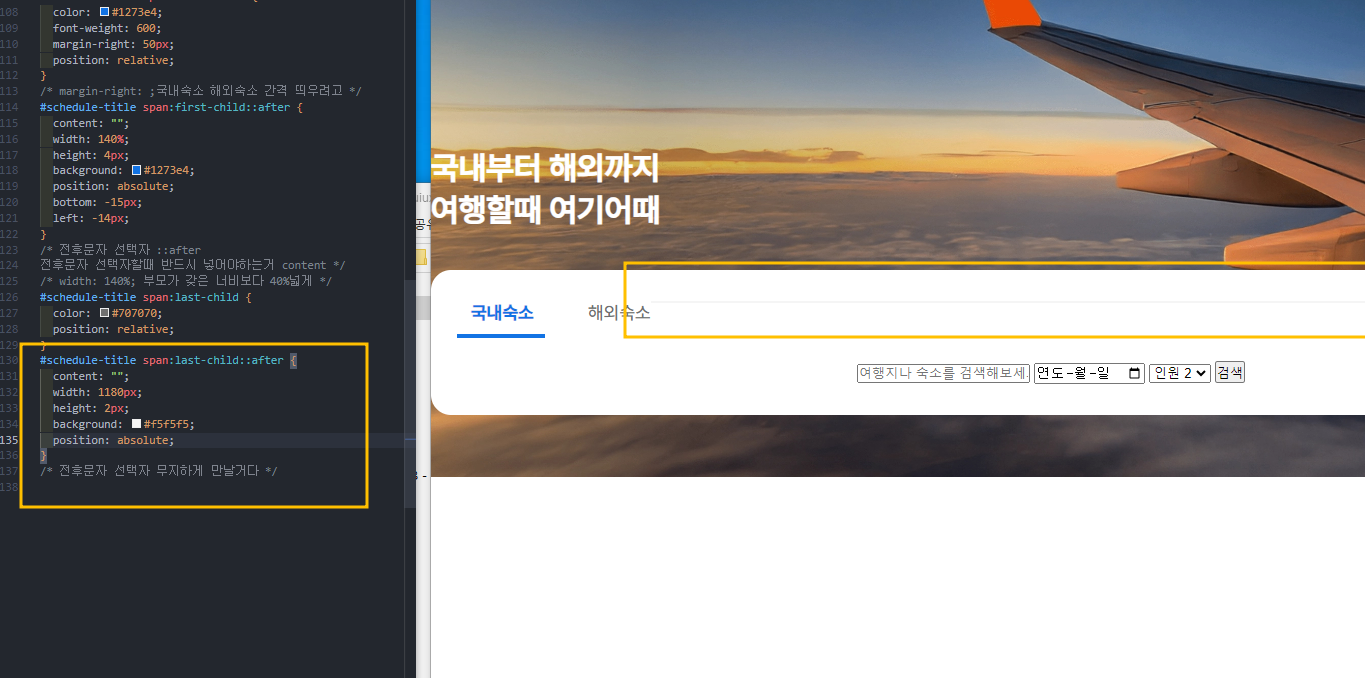 108 color: #1273e4;
109 font-weight: 600;
110 margin-right: 50px;
111 position: relative;
112 }
113 /* margin-right: ;국내숙소 해외숙소 간격 띄우려고 */
114 #schedule-title span:first-child::after {
115 content: "";
116 width: 140%;
117 height: 4px;
118 background: #1273e4;
119 position: absolute;
120 bottom: -15px;
121 left: -14px;
122 }
123 /* 전후문자 선택자 ::after
124 전후문자 선택자할때 반드시 넣어야하는거 content */
125 /* width: 140%; 부모가 갖은 너비보다 40%넓게 */
126 #schedule-title span:last-child {
127 color: #707070;
128 position: relative;
129 }
130 #schedule-title span:last-child::after {
131 content: "";
132 width: 1180px;
133 height: 2px;
134 background: #f5f5f5;
135 position: absolute;
136 }
137 /* 전후문자 선택자 무지하게 만날거다 */
138
국내부터 해외까지
여행할때 여기어때
국내숙소 해외숙소
여행지나 숙소를 검색해보세. 연도-월-일 인원 2 검색